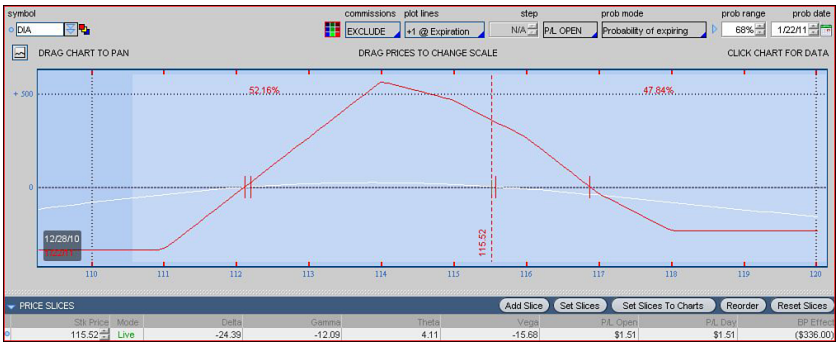 symbol commissions plot lines step prob mode prob range prob date
DIA EXCLUDE +1 @ Expiration N/A P/L OPEN Probability of expiring 68% 1/22/11
DRAG CHART TO PAN DRAG PRICES TO CHANGE SCALE CLICK CHART FOR DATA
52.16% 47.84%
+ 500
0
115.52
12/28/10
1/22/11
110 111 112 113 114 115 116 117 118 119 120
PRICE SLICES Add Slice Set Slices Set Slices To Charts Reorder Reset Slices
Stk Price Mode Delta Gamma Theta Vega P/L Open P/L Day BP Effect
115.52 Live -24.39 -12.09 4.11 -15.68 $1.51 $1.51 ($336.00)